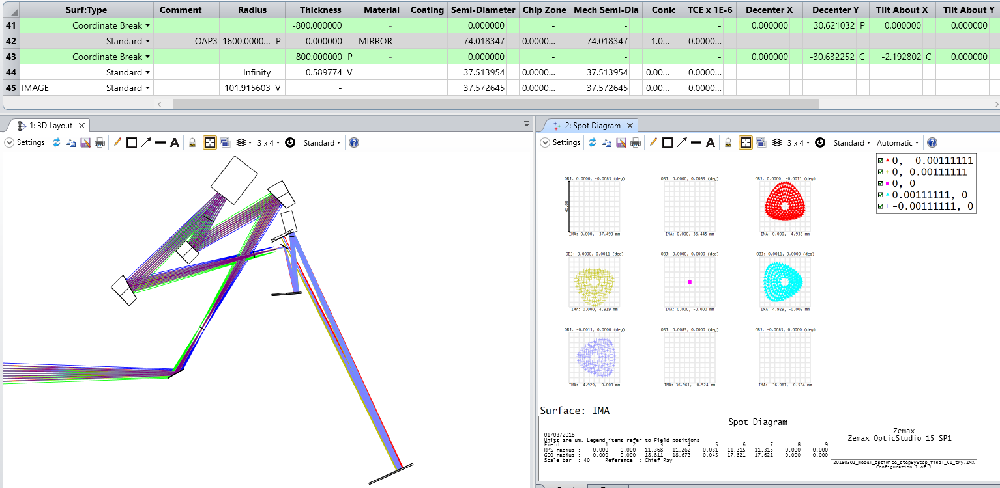 Surf:Type Comment Radius Thickness Material Coating Semi-Diameter Chip Zone Mech Semi-Dia Conic TCE x 1E-6 Decenter X Decenter Y Tilt About X Tilt About Y
41 Coordinate Break -800.000000 - 0.000000 - - - 0.000000 30.621032 P 0.000000 0.000000
42 Standard OAP3 1600.0000... P 0.000000 MIRROR 74.018347 0.0000... 74.018347 -1.0... 0.0000...
43 Coordinate Break 800.000000 P - 0.000000 - - - 0.000000 -30.632252 C -2.192802 C 0.000000
44 Standard Infinity 0.589774 V 37.513954 0.0000... 37.513954 0.00... 0.0000...
45 IMAGE Standard 101.915603 V - 37.572645 0.0000... 37.572645 0.00... 0.0000...
1: 3D Layout
Settings A 3 x 4 Standard
2: Spot Diagram
Settings A 3 x 4 Standard Automatic
0, -0.00111111
0, 0.00111111
0, 0
0.00111111, 0
-0.00111111, 0
OBJ: 0.0000, -0.0083 (deg) OBJ: 0.0000, 0.0083 (deg) OBJ: 0.0000, -0.0011 (deg)
40.00
IMA: 0.000, -37.493 mm IMA: 0.000, 36.445 mm IMA: 0.000, -4.938 mm
OBJ: 0.0000, 0.0011 (deg) OBJ: 0.0000, 0.0000 (deg) OBJ: 0.0011, 0.0000 (deg)
IMA: 0.000, 4.919 mm IMA: 0.000, -0.000 mm IMA: 4.929, -0.009 mm
OBJ: -0.0011, 0.0000 (deg) OBJ: 0.0083, 0.0000 (deg) OBJ: -0.0083, 0.0000 (deg)
IMA: -4.929, -0.009 mm IMA: 36.961, -0.524 mm IMA: -36.961, -0.524 mm
Surface: IMA
Spot Diagram
01/03/2018
Units are µm. Legend items refer to Field positions
Field : 1 2 3 4 5 6 7 8 9
RMS radius : 0.000 0.000 11.368 11.262 0.031 11.315 11.315 0.000 0.000
GEO radius : 0.000 0.000 18.811 18.673 0.045 17.621 17.621 0.000 0.000
Scale bar : 40 Reference : Chief Ray
Zemax
Zemax OpticStudio 15 SP1
20180301_model_optimise_stepByStep_final_V1_try.ZMX
Configuration 1 of 1